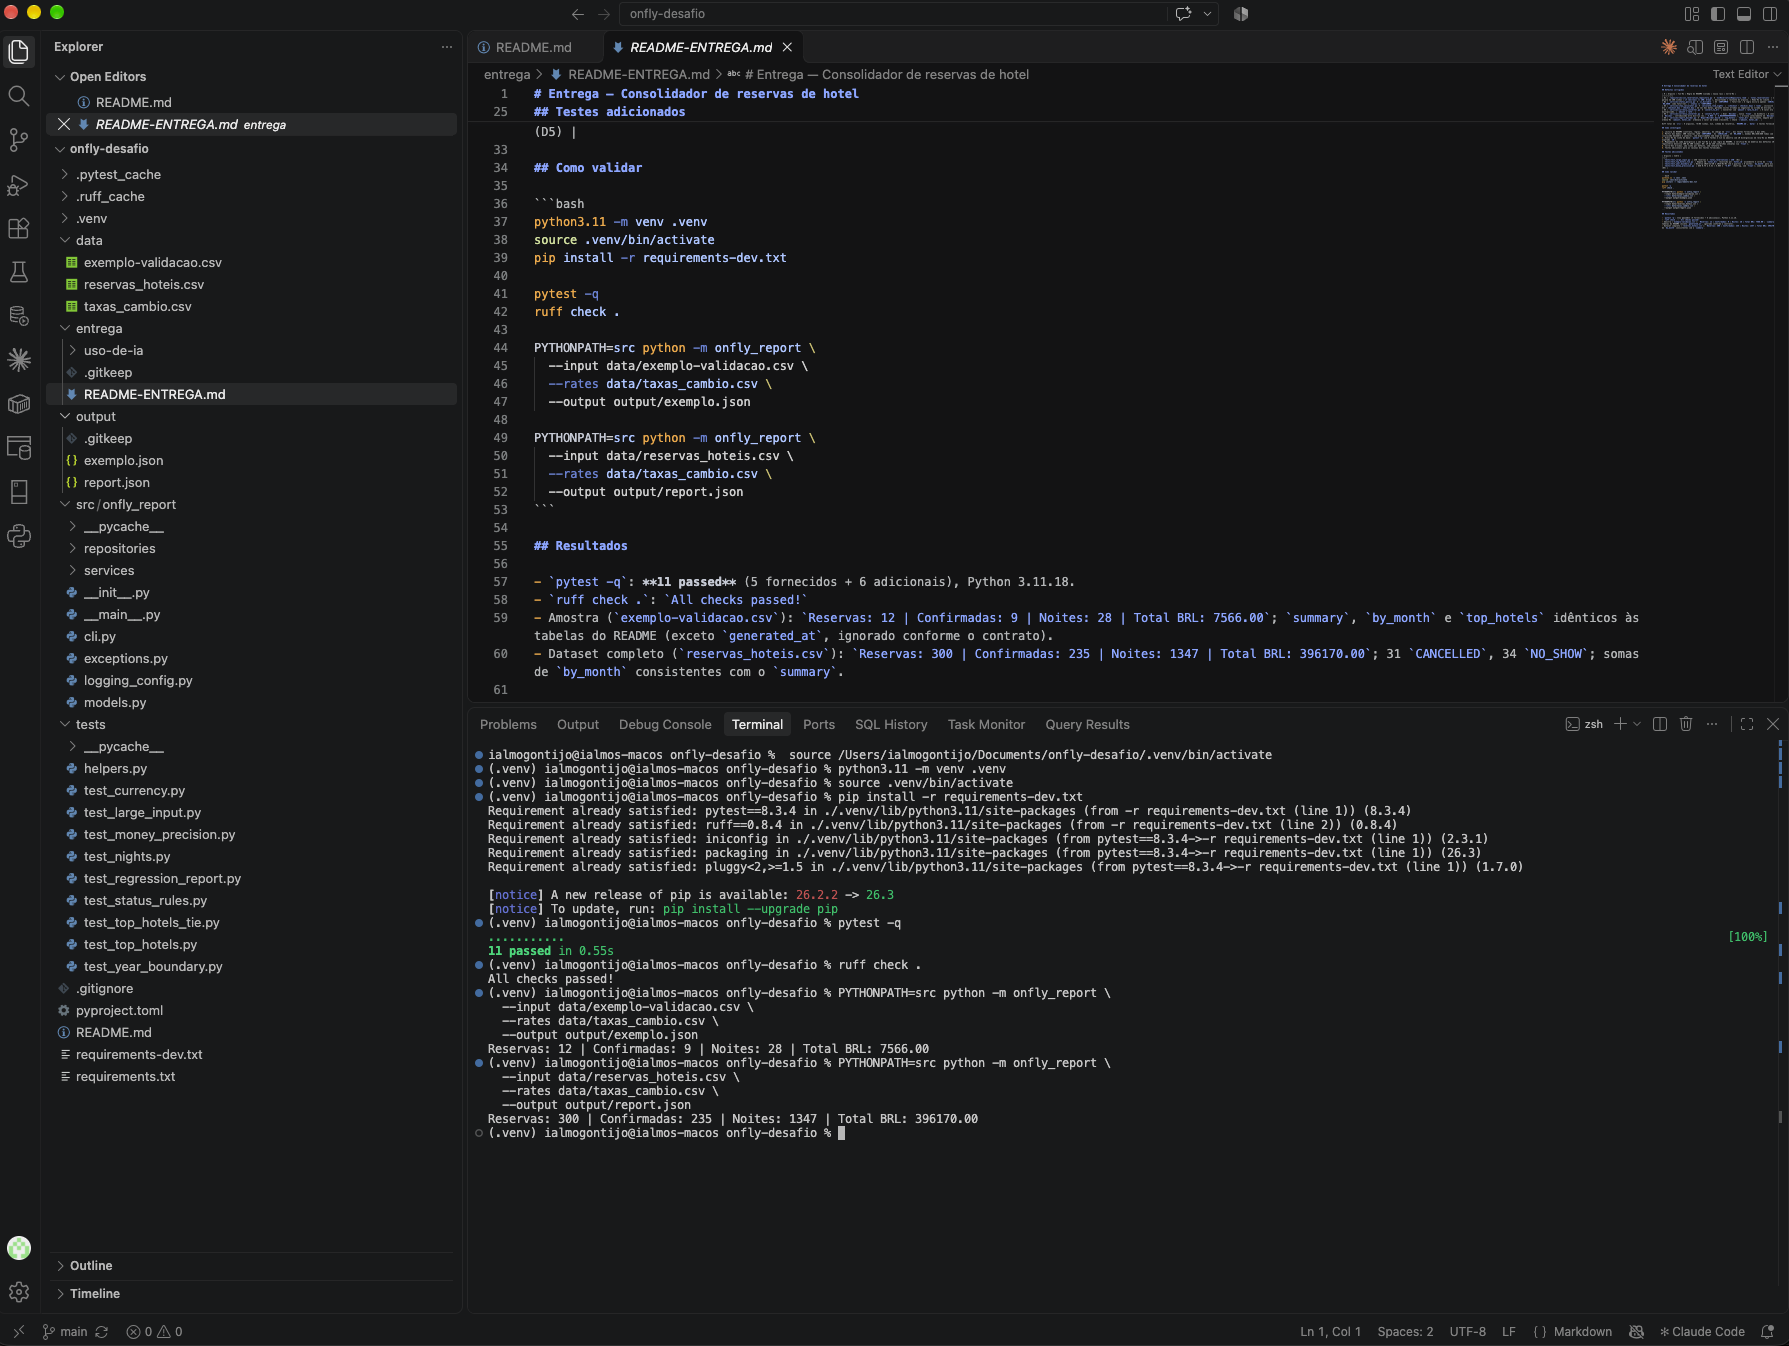 onfly-desafio
Explorer
Open Editors
README.md
README-ENTREGA.md entrega
onfly-desafio
.pytest_cache
.ruff_cache
.venv
data
exemplo-validacao.csv
reservas_hoteis.csv
taxas_cambio.csv
entrega
uso-de-ia
.gitkeep
README-ENTREGA.md
output
.gitkeep
exemplo.json
report.json
src/onfly_report
__pycache__
repositories
services
__init__.py
__main__.py
cli.py
exceptions.py
logging_config.py
models.py
tests
__pycache__
helpers.py
test_currency.py
test_large_input.py
test_money_precision.py
test_nights.py
test_regression_report.py
test_status_rules.py
test_top_hotels_tie.py
test_top_hotels.py
test_year_boundary.py
.gitignore
pyproject.toml
README.md
requirements-dev.txt
requirements.txt
Outline
Timeline
README.md README-ENTREGA.md
entrega > README-ENTREGA.md > abc # Entrega — Consolidador de reservas de hotel
Text Editor
1 # Entrega — Consolidador de reservas de hotel
25 ## Testes adicionados
(D5) |
33
34 ## Como validar
35
36 ```bash
37 python3.11 -m venv .venv
38 source .venv/bin/activate
39 pip install -r requirements-dev.txt
40
41 pytest -q
42 ruff check .
43
44 PYTHONPATH=src python -m onfly_report \
45 --input data/exemplo-validacao.csv \
46 --rates data/taxas_cambio.csv \
47 --output output/exemplo.json
48
49 PYTHONPATH=src python -m onfly_report \
50 --input data/reservas_hoteis.csv \
51 --rates data/taxas_cambio.csv \
52 --output output/report.json
53 ```
54
55 ## Resultados
56
57 - `pytest -q`: **11 passed** (5 fornecidos + 6 adicionais), Python 3.11.18.
58 - `ruff check .`: `All checks passed!`
59 - Amostra (`exemplo-validacao.csv`): `Reservas: 12 | Confirmadas: 9 | Noites: 28 | Total BRL: 7566.00`; `summary`, `by_month` e `top_hotels` idênticos às
tabelas do README (exceto `generated_at`, ignorado conforme o contrato).
60 - Dataset completo (`reservas_hoteis.csv`): `Reservas: 300 | Confirmadas: 235 | Noites: 1347 | Total BRL: 396170.00`; 31 `CANCELLED`, 34 `NO_SHOW`; somas
de `by_month` consistentes com o `summary`.
61
Problems Output Debug Console Terminal Ports SQL History Task Monitor Query Results
zsh
ialmogontijo@ialmos-macos onfly-desafio %  source /Users/ialmogontijo/Documents/onfly-desafio/.venv/bin/activate
(.venv) ialmogontijo@ialmos-macos onfly-desafio % python3.11 -m venv .venv
(.venv) ialmogontijo@ialmos-macos onfly-desafio % source .venv/bin/activate
(.venv) ialmogontijo@ialmos-macos onfly-desafio % pip install -r requirements-dev.txt
Requirement already satisfied: pytest==8.3.4 in ./.venv/lib/python3.11/site-packages (from -r requirements-dev.txt (line 1)) (8.3.4)
Requirement already satisfied: ruff==0.8.4 in ./.venv/lib/python3.11/site-packages (from -r requirements-dev.txt (line 2)) (0.8.4)
Requirement already satisfied: iniconfig in ./.venv/lib/python3.11/site-packages (from pytest==8.3.4->-r requirements-dev.txt (line 1)) (2.3.1)
Requirement already satisfied: packaging in ./.venv/lib/python3.11/site-packages (from pytest==8.3.4->-r requirements-dev.txt (line 1)) (26.3)
Requirement already satisfied: pluggy<2,>=1.5 in ./.venv/lib/python3.11/site-packages (from pytest==8.3.4->-r requirements-dev.txt (line 1)) (1.7.0)
[notice] A new release of pip is available: 26.2.2 -> 26.3
[notice] To update, run: pip install --upgrade pip
(.venv) ialmogontijo@ialmos-macos onfly-desafio % pytest -q
........... [100%]
11 passed in 0.55s
(.venv) ialmogontijo@ialmos-macos onfly-desafio % ruff check .
All checks passed!
(.venv) ialmogontijo@ialmos-macos onfly-desafio % PYTHONPATH=src python -m onfly_report \
--input data/exemplo-validacao.csv \
--rates data/taxas_cambio.csv \
--output output/exemplo.json
Reservas: 12 | Confirmadas: 9 | Noites: 28 | Total BRL: 7566.00
(.venv) ialmogontijo@ialmos-macos onfly-desafio % PYTHONPATH=src python -m onfly_report \
--input data/reservas_hoteis.csv \
--rates data/taxas_cambio.csv \
--output output/report.json
Reservas: 300 | Confirmadas: 235 | Noites: 1347 | Total BRL: 396170.00
(.venv) ialmogontijo@ialmos-macos onfly-desafio %
main 0 0
Ln 1, Col 1 Spaces: 2 UTF-8 LF { } Markdown Claude Code